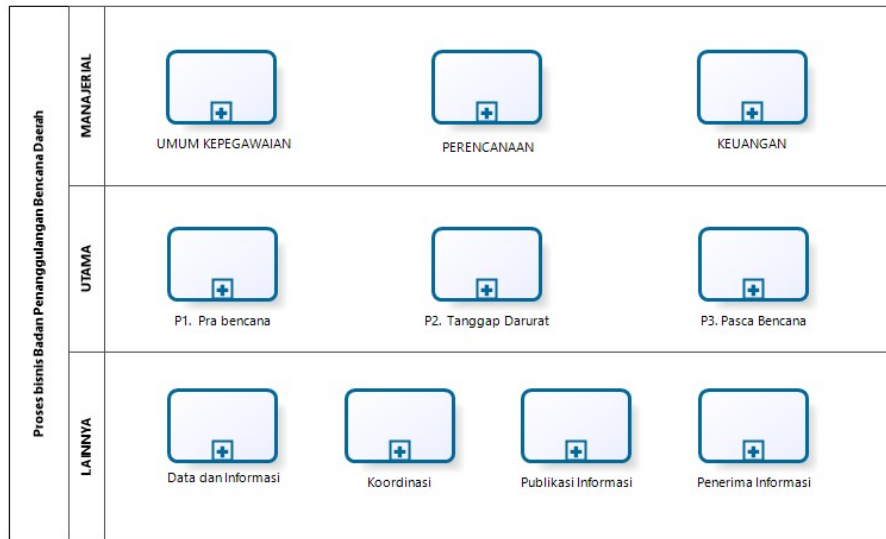 Proses bisnis Badan Penanggulangan Bencana Daerah
MANAJERIAL
UMUM KEPEGAWAIAN
PERENCANAAN
KEUANGAN
UTAMA
P1. Pra bencana
P2. Tanggap Darurat
P3. Pasca Bencana
LAINNYA
Data dan Informasi
Koordinasi
Publikasi Informasi
Penerima Informasi